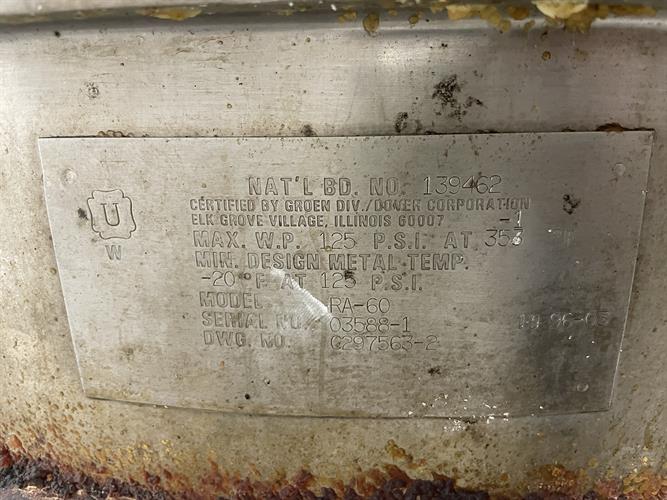 NAT'L BD. NO. 139462
CERTIFIED BY GROEN DIV./DOVER CORPORATION
ELK GROVE VILLAGE, ILLINOIS 60007 -1
MAX. W.P. 125 P.S.I. AT 353 °F
MIN. DESIGN METAL TEMP.
-20 °F AT 125 P.S.I.
MODEL RA-60
SERIAL NO. 03588-1
DWG. NO. G297563-2
U
W